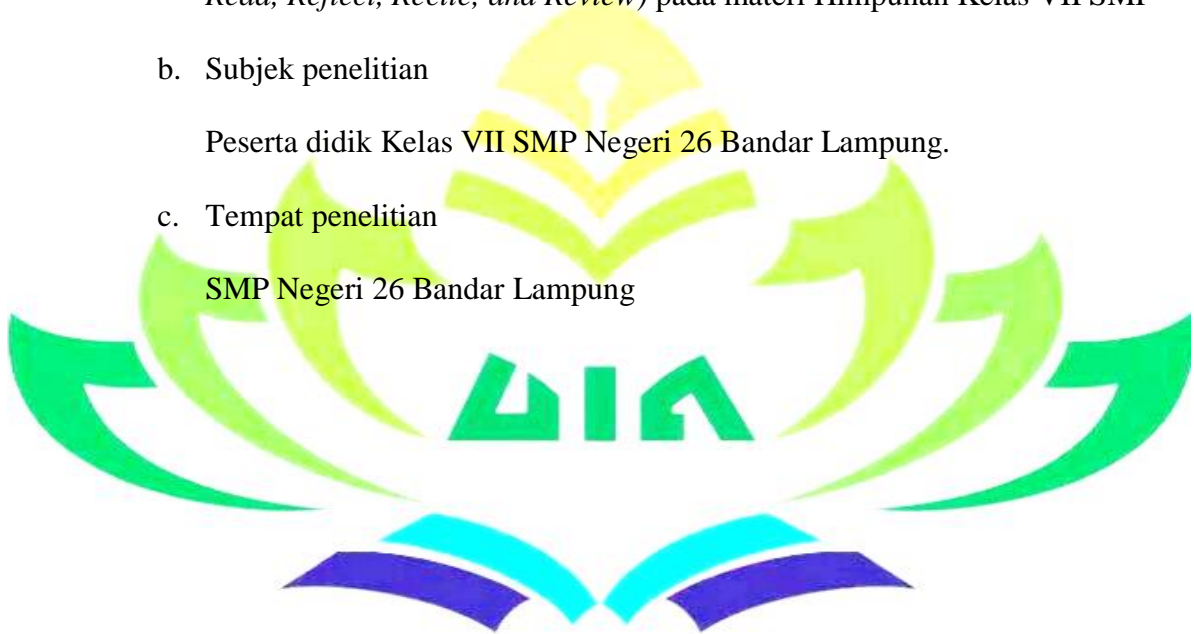 Read, Reflect, Recite, and Review) pada materi Himpunan Kelas VII SMP
b. Subjek penelitian
Peserta didik Kelas VII SMP Negeri 26 Bandar Lampung.
c. Tempat penelitian
SMP Negeri 26 Bandar Lampung
UIN